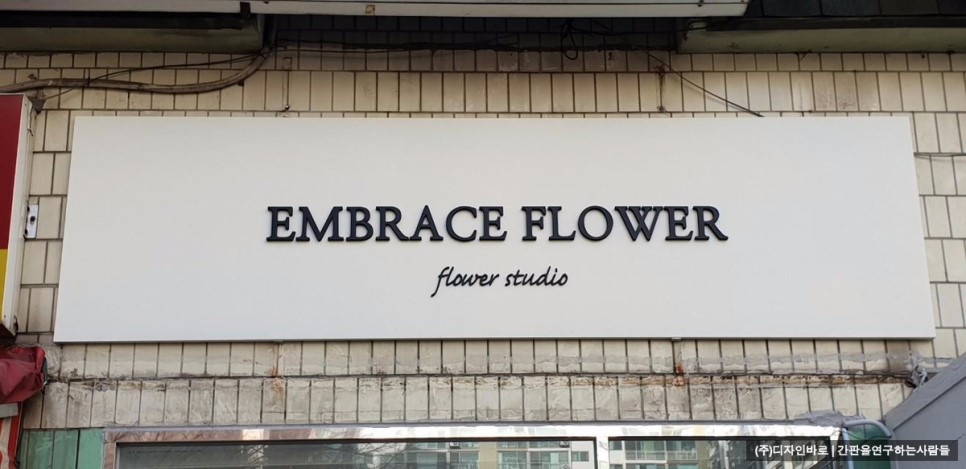 EMBRACE FLOWER
flower studio
(주)디자인바로 | 간판을연구하는사람들